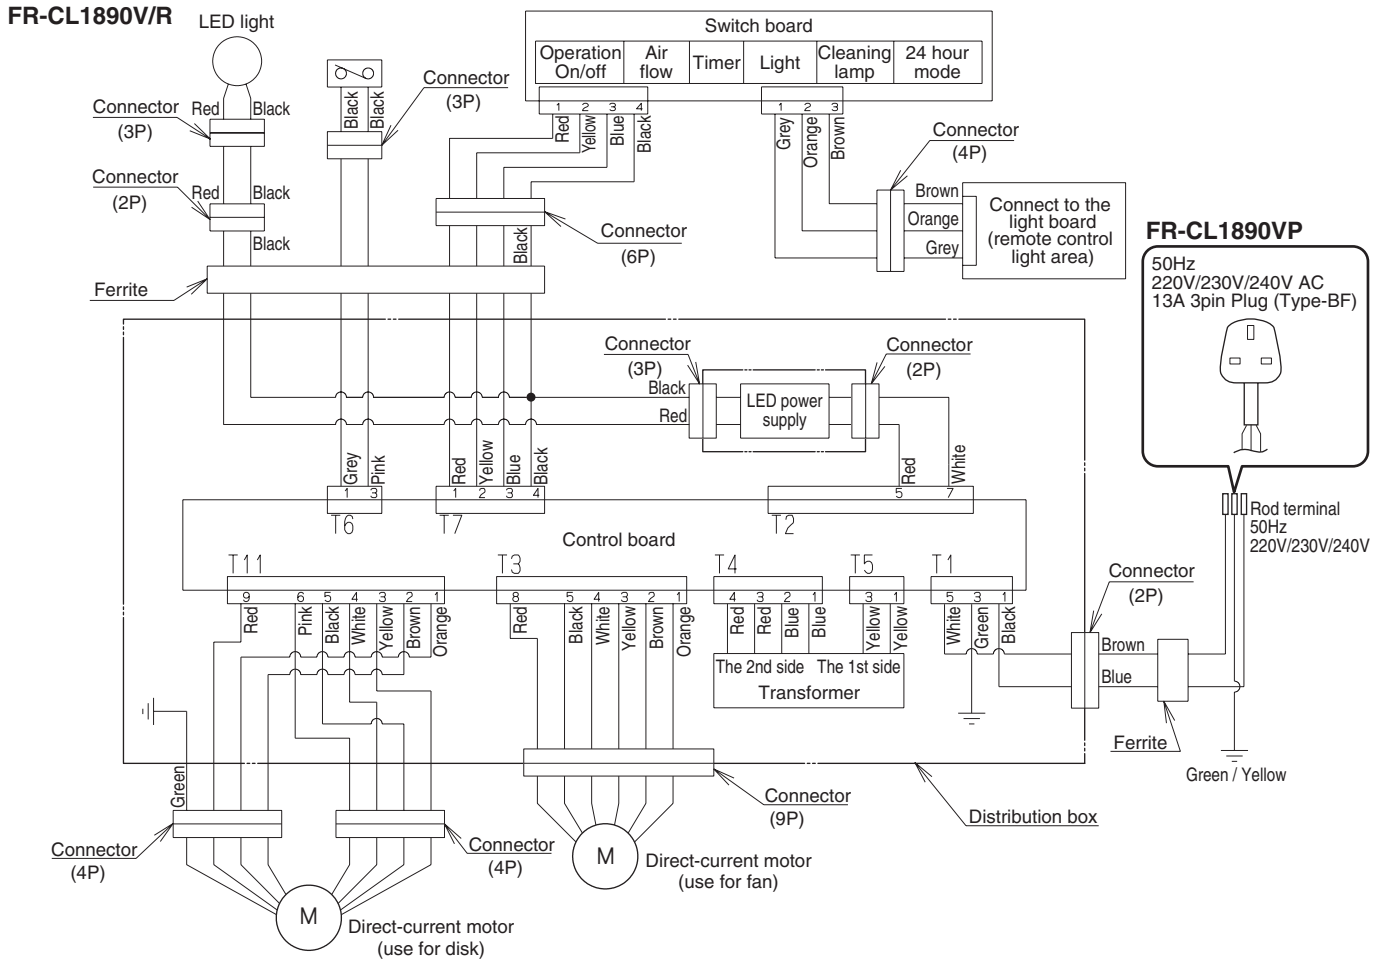 FR-CL1890V/R
LED light
Switch board
Operation On/off
Air flow
Timer
Light
Cleaning lamp
24 hour mode
1 2 3 4
1 2 3
Connector (3P)
Red Black
Black Black
Connector (3P)
Red Yellow Blue Black
Grey Orange Brown
Connector (4P)
Connector (2P)
Red Black
Black
Brown
Orange
Grey
Connect to the light board (remote control light area)
Black
Connector (6P)
Ferrite
FR-CL1890VP
50Hz
220V/230V/240V AC
13A 3pin Plug (Type-BF)
Connector (3P)
Connector (2P)
Black
Red
LED power supply
Grey Pink
Red Yellow Blue Black
Red White
1 3
1 2 3 4
5 7
T6
T7
T2
Rod terminal
50Hz
220V/230V/240V
Control board
T11
T3
T4
T5
T1
9 6 5 4 3 2 1
8 5 4 3 2 1
4 3 2 1
3 1
5 3 1
Red Pink Black White Yellow Brown Orange
Red Black White Yellow Brown Orange
Red Red Blue Blue
Yellow Yellow
White Green Black
Connector (2P)
Brown
Blue
The 2nd side The 1st side
Transformer
Ferrite
Green / Yellow
Green
Connector (9P)
Distribution box
Connector (4P)
Connector (4P)
M
Direct-current motor
(use for fan)
M
Direct-current motor
(use for disk)